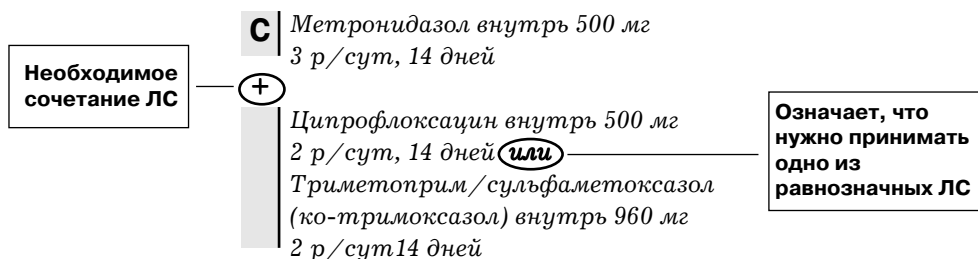 С Метронидазол внутрь 500 мг
3 р/сут, 14 дней
Необходимое
сочетание ЛС
+
Ципрофлоксацин внутрь 500 мг
2 р/сут, 14 дней или
Триметоприм/сульфаметоксазол
(ко-тримоксазол) внутрь 960 мг
2 р/сут14 дней
Означает, что
нужно принимать
одно из
равнозначных ЛС